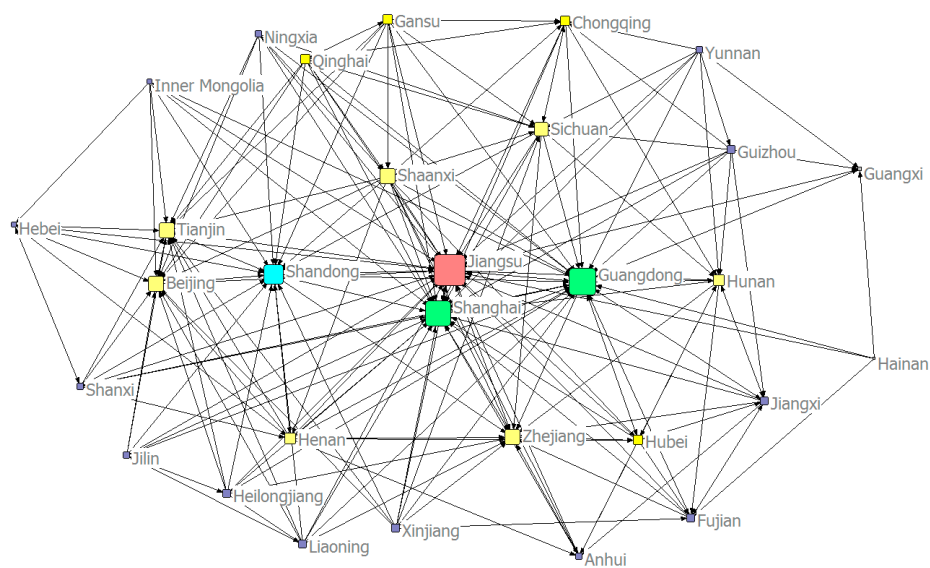 Gansu
Chongqing
Ningxia
Qinghai
Yunnan
Inner Mongolia
Sichuan
Guizhou
Guangxi
Shaanxi
Hebei
Tianjin
Jiangsu
Shandong
Guangdong
Beijing
Hunan
Shanghai
Hainan
Shanxi
Jiangxi
Henan
Zhejiang
Hubei
Jilin
Heilongjiang
Fujian
Xinjiang
Liaoning
Anhui